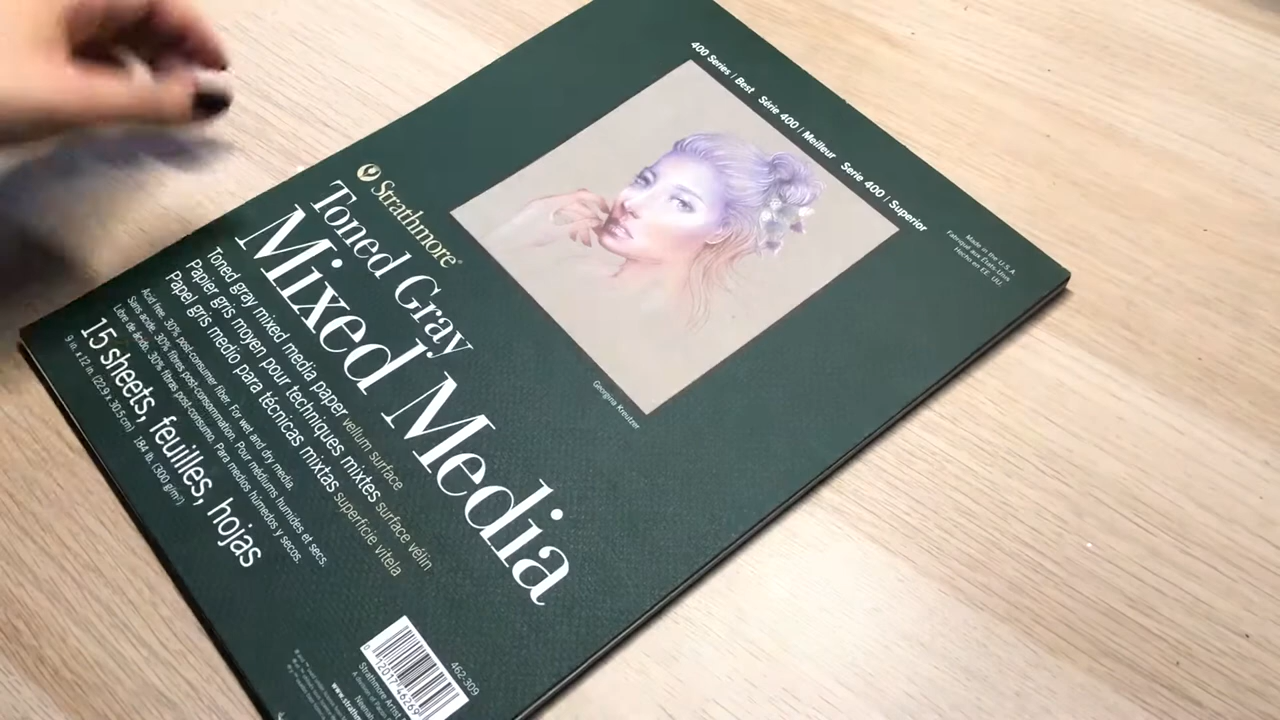 400 Series | Best Série 400 | Meilleur Serie 400 | Superior
Made in the U.S.A.
Fabriqué aux États-Unis
Hecho en EE. UU.
Georgina Kreutzer
Strathmore®
Toned Gray
Mixed Media
Toned gray mixed media paper vellum surface
Papier gris moyen pour techniques mixtes surface vélin
Papel gris medio para técnicas mixtas superficie vitela
Acid free. 30% post-consumer fiber. For wet and dry media.
Sans acide. 30% fibres post-consommation. Pour médiums humides et secs.
Libre de ácido. 30% fibras post-consumo. Para medios húmedos y secos.
15 sheets, feuilles, hojas
9 in. x 12 in. (22.9 x 30.5 cm) 184 lb. (300 g/m²)
462-309
0 12017 46269
Strathmore Artist